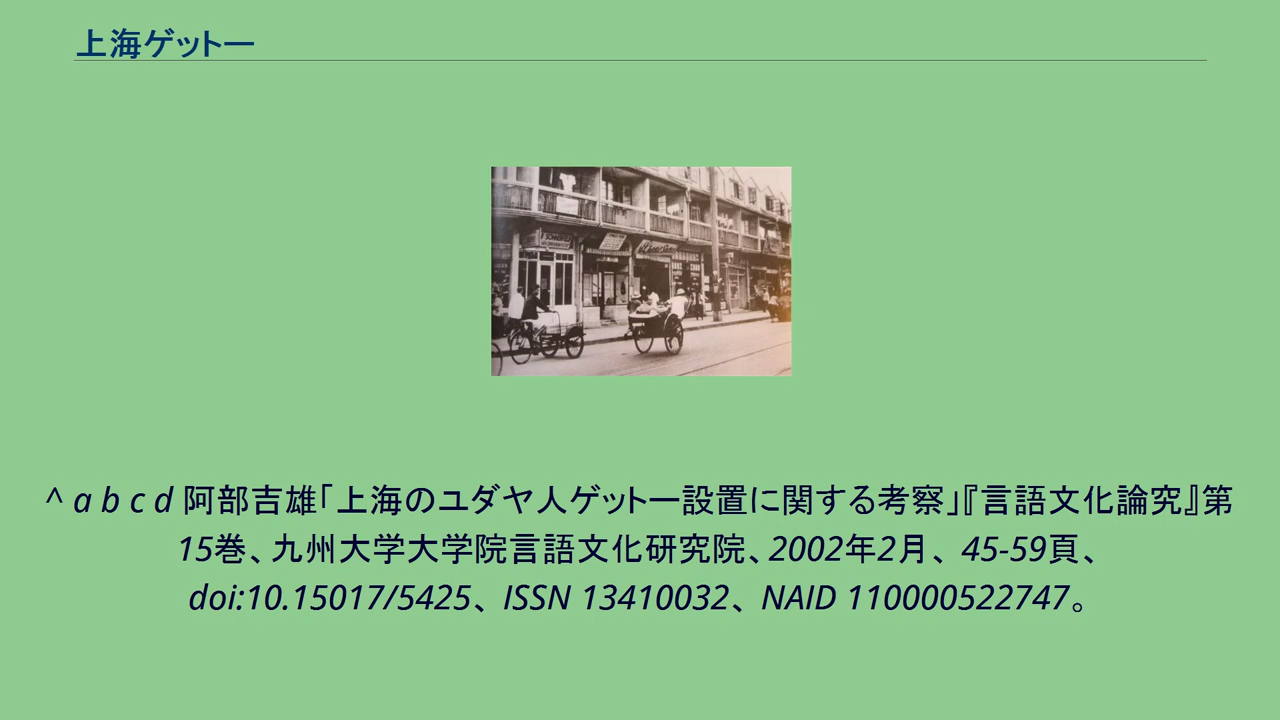 上海ゲットー
^ a b c d 阿部吉雄「上海のユダヤ人ゲットー設置に関する考察」『言語文化論究』第
15巻、九州大学大学院言語文化研究院、2002年2月、45-59頁、
doi:10.15017/5425、ISSN 13410032、NAID 110000522747。